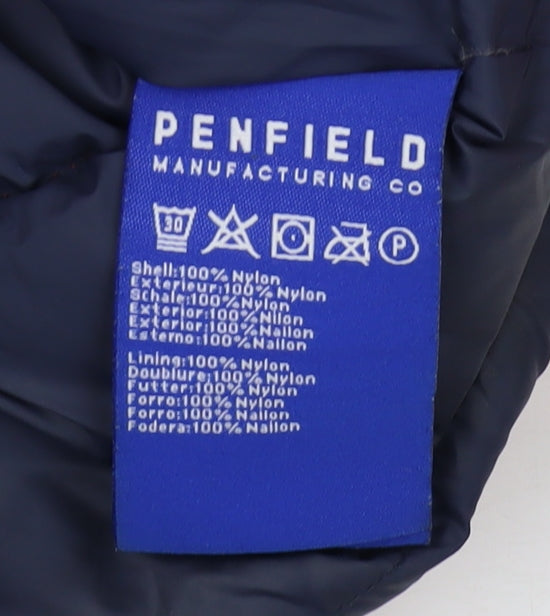 PENFIELD
MANUFACTURING CO
30 P
Shell:100% Nylon
Exterieur:100% Nylon
Schale:100% Nylon
Exterior:100% Nilon
Exterior:100% Nailon
Esterno:100% Nailon
Lining:100% Nylon
Doublure:100% Nylon
Futter:100% Nylon
Forro:100% Nylon
Forro:100% Nailon
Fodera:100% Nailon